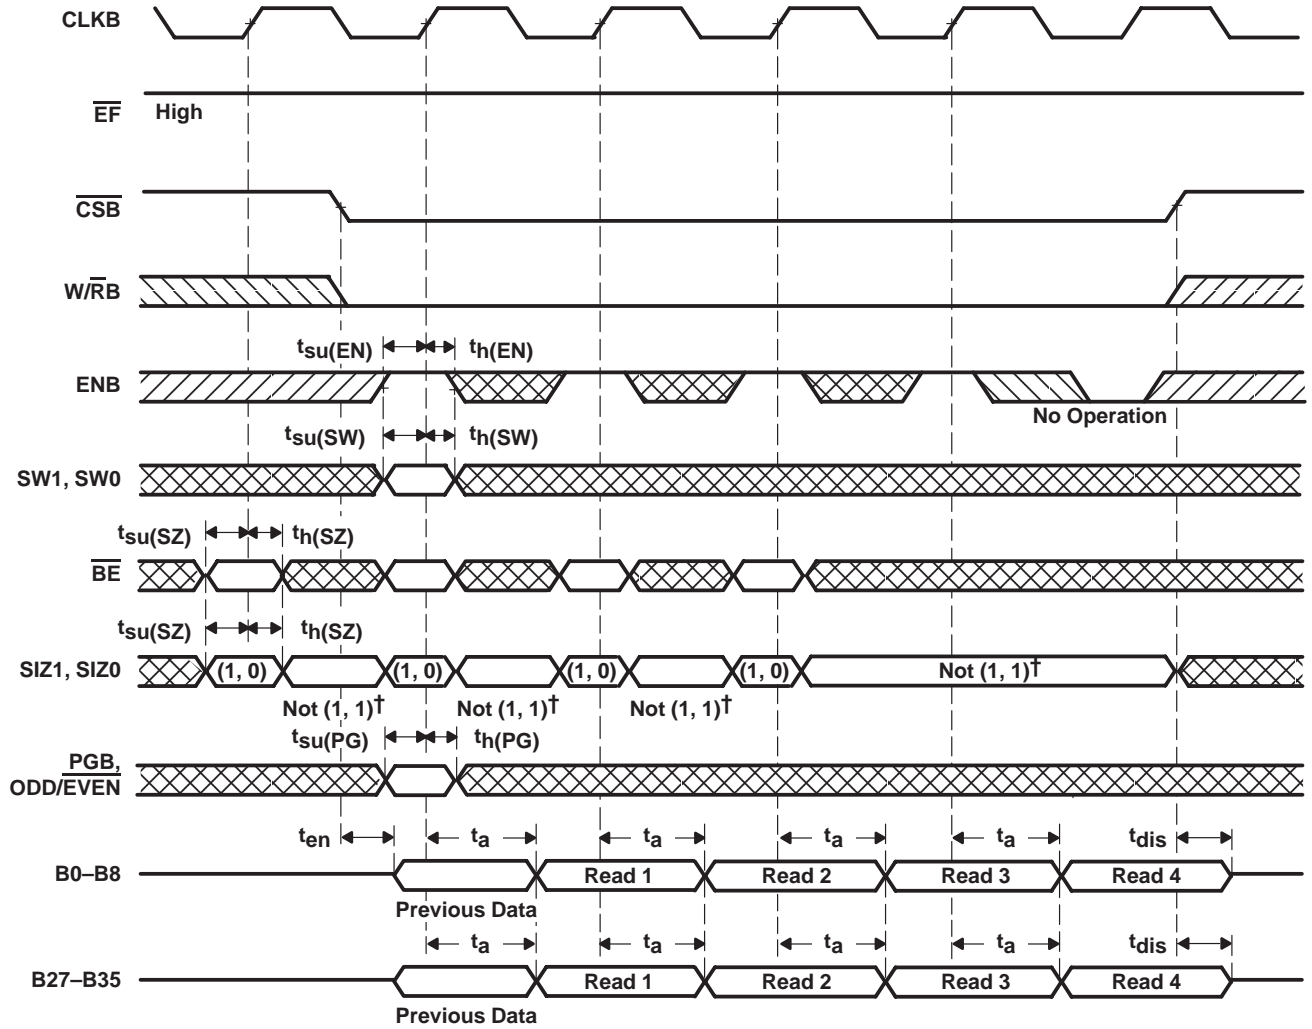 CLKB
EF High
CSB
W/RB
tsu(EN) th(EN)
ENB
No Operation
tsu(SW) th(SW)
SW1, SW0
tsu(SZ) th(SZ)
BE
tsu(SZ) th(SZ)
SIZ1, SIZ0 (1, 0) (1, 0) (1, 0) (1, 0) Not (1, 1)†
Not (1, 1)† Not (1, 1)† Not (1, 1)†
tsu(PG) th(PG)
PGB,
ODD/EVEN
ten ta ta ta ta tdis
B0–B8 Read 1 Read 2 Read 3 Read 4
Previous Data
ta ta ta ta tdis
B27–B35 Read 1 Read 2 Read 3 Read 4
Previous Data